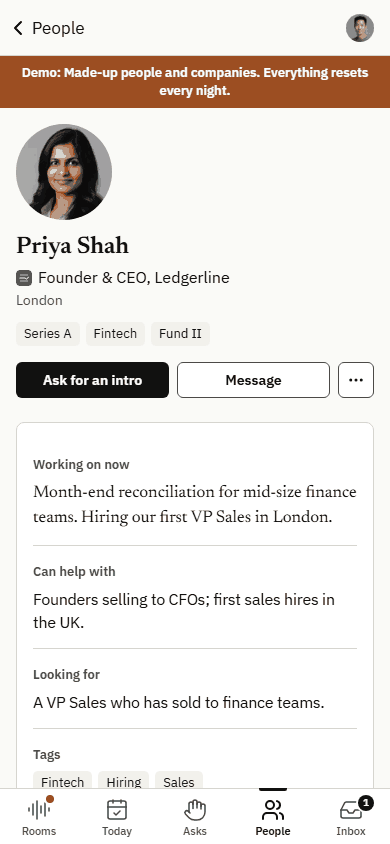 People
Demo: Made-up people and companies. Everything resets
every night.
Priya Shah
Founder & CEO, Ledgerline
London
Series A Fintech Fund II
Ask for an intro Message
Working on now
Month-end reconciliation for mid-size finance
teams. Hiring our first VP Sales in London.
Can help with
Founders selling to CFOs; first sales hires in
the UK.
Looking for
A VP Sales who has sold to finance teams.
Tags
Fintech Hiring Sales
1
Rooms Today Asks People Inbox